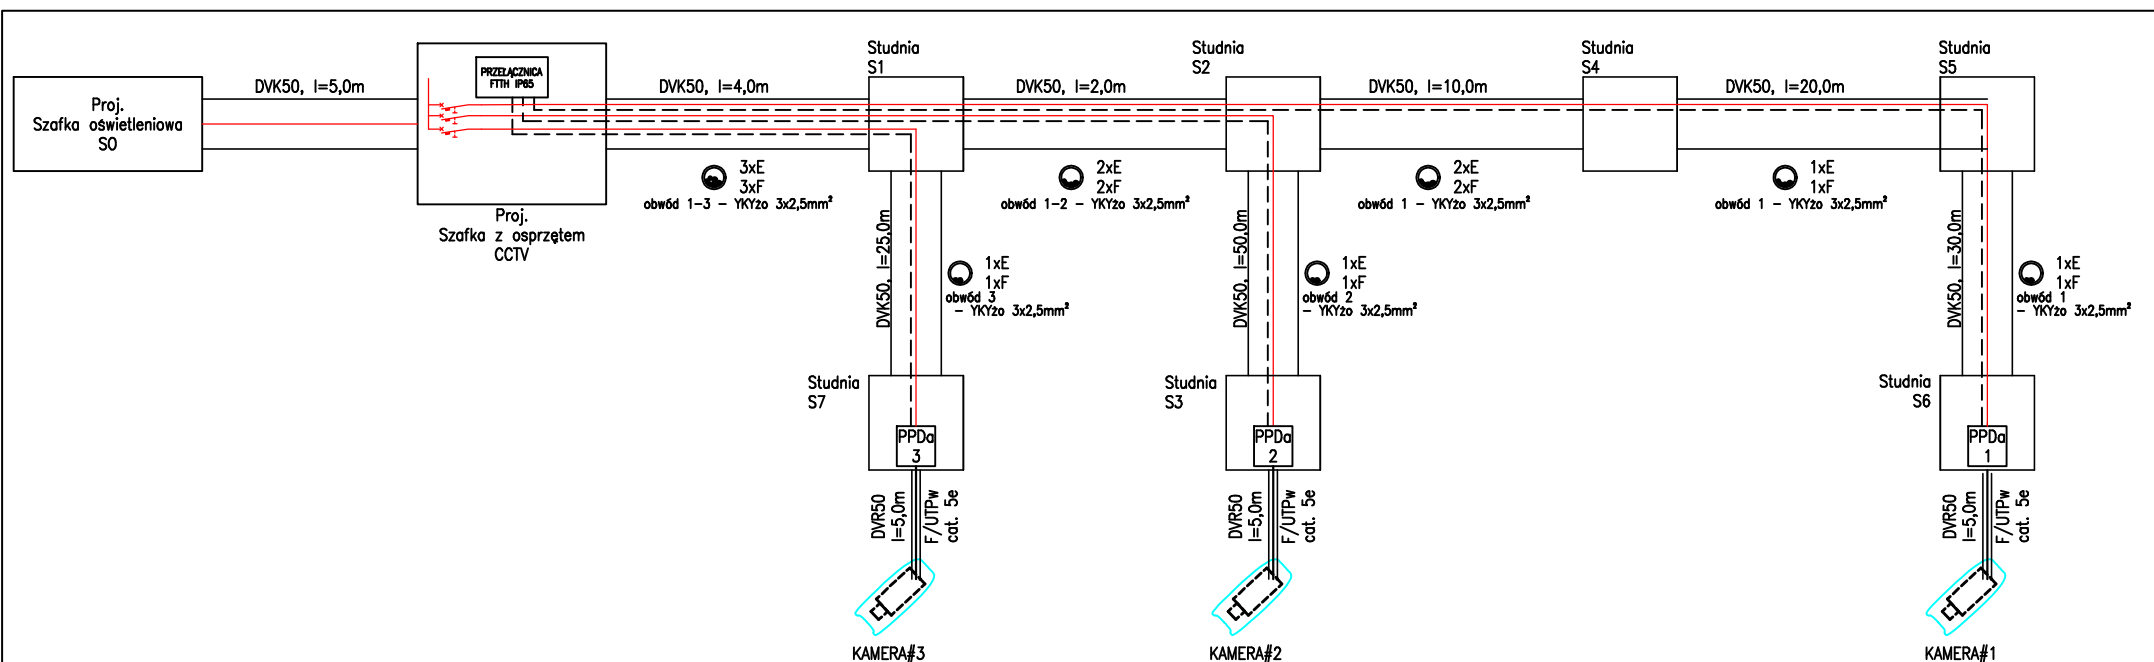 Proj.
Szafka oświetleniowa
SO
DVK50, l=5,0m
PRZEŁĄCZNICA
FTTH IP65
Proj.
Szafka z osprzętem
CCTV
DVK50, l=4,0m
3xE
3xF
obwód 1-3 - YKYżo 3x2,5mm²
Studnia
S1
DVK50, l=2,0m
2xE
2xF
obwód 1-2 - YKYżo 3x2,5mm²
Studnia
S2
DVK50, l=10,0m
2xE
2xF
obwód 1 - YKYżo 3x2,5mm²
Studnia
S4
DVK50, l=20,0m
1xE
1xF
obwód 1 - YKYżo 3x2,5mm²
Studnia
S5
DVK50, l=25,0m
1xE
1xF
obwód 3
- YKYżo 3x2,5mm²
DVK50, l=50,0m
1xE
1xF
obwód 2
- YKYżo 3x2,5mm²
DVK50, l=30,0m
1xE
1xF
obwód 1
- YKYżo 3x2,5mm²
Studnia
S7
PPDa
3
Studnia
S3
PPDa
2
Studnia
S6
PPDa
1
DVR50
l=5,0m
F/UTPw
cat. 5e
DVR50
l=5,0m
F/UTPw
cat. 5e
DVR50
l=5,0m
F/UTPw
cat. 5e
KAMERA#3
KAMERA#2
KAMERA#1